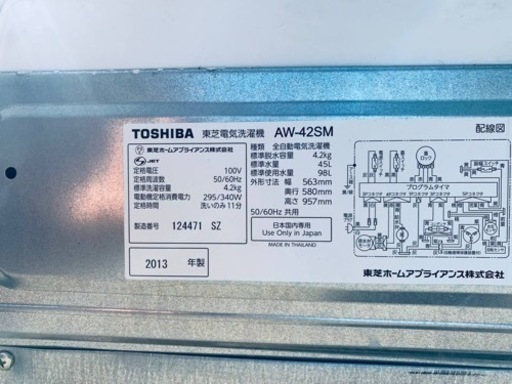 TOSHIBA 東芝電気洗濯機 AW-42SM
東芝ホームアプライアンス株式会社
JET
定格電圧 100V
定格周波数 50/60Hz
標準洗濯容量 4.2kg
電動機定格消費電力 295/340W
定格時間 洗いのみ 11分
製造番号 124471 SZ
2013 年製
種類 全自動電気洗濯機
標準脱水容量 4.2kg
標準水量 45L
標準使用水量 98L
外形寸法 幅 563mm
奥行 580mm
高さ 957mm
50/60Hz 共用
日本国内専用
Use Only in Japan
MADE IN THAILAND
配線図
プログラムタイマ
東芝ホームアプライアンス株式会社